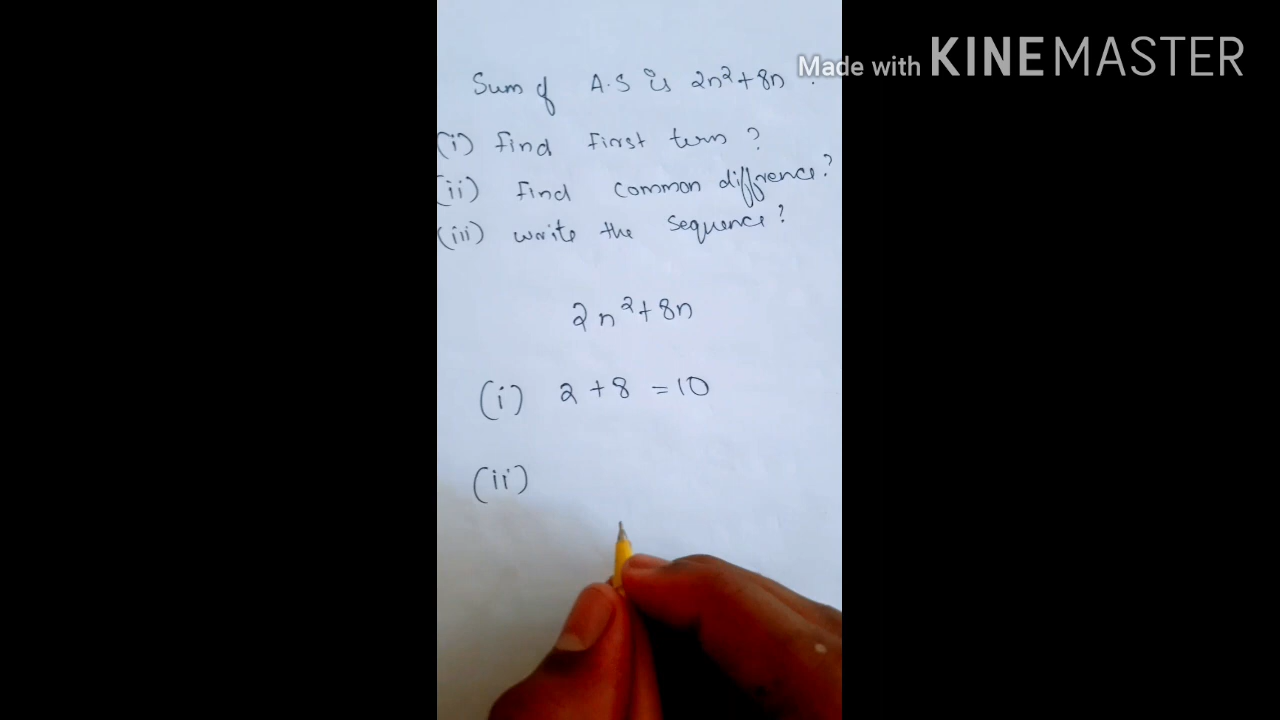 Made with KINEMASTER
Sum of A.S is 2n²+8n ?
(i) find first term ?
(ii) find common diffrence?
(iii) write the sequence?
2n²+8n
(i) 2+8 =10
(ii)